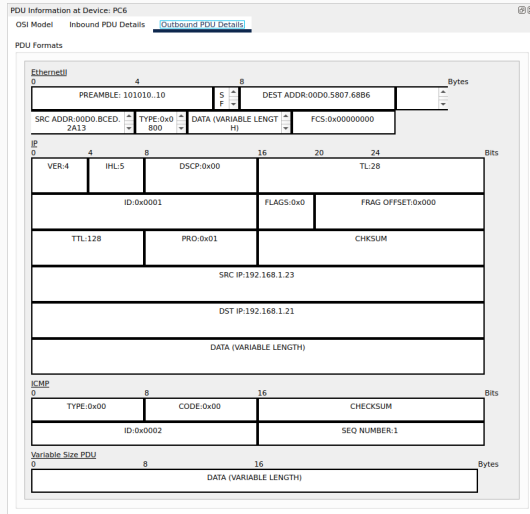 PDU Information at Device: PC6
OSI Model Inbound PDU Details Outbound PDU Details
PDU Formats
EthernetII
0 4 8 Bytes
PREAMBLE: 101010..10 S F DEST ADDR:00D0.5807.68B6
SRC ADDR:00D0.BCED.2A13 TYPE:0x0800 DATA (VARIABLE LENGTH) FCS:0x00000000
IP
0 4 8 16 20 24 Bits
VER:4 IHL:5 DSCP:0x00 TL:28
ID:0x0001 FLAGS:0x0 FRAG OFFSET:0x000
TTL:128 PRO:0x01 CHKSUM
SRC IP:192.168.1.23
DST IP:192.168.1.21
DATA (VARIABLE LENGTH)
ICMP
0 8 16 Bits
TYPE:0x00 CODE:0x00 CHECKSUM
ID:0x0002 SEQ NUMBER:1
Variable Size PDU
0 8 16 Bytes
DATA (VARIABLE LENGTH)